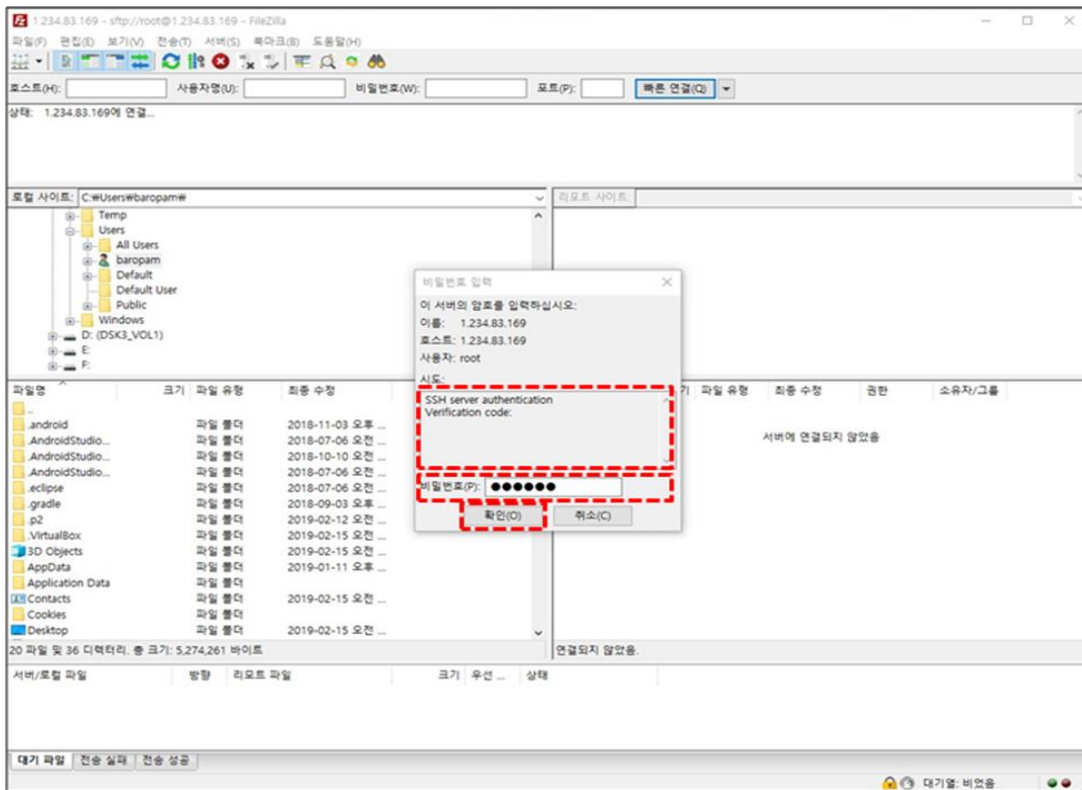 1.234.83.169 - sftp://root@1.234.83.169 - FileZilla
파일(F) 편집(E) 보기(V) 전송(T) 서버(S) 북마크(B) 도움말(H)
호스트(H): 사용자명(U): 비밀번호(W): 포트(P): 빠른 연결(Q)
상태: 1.234.83.169에 연결...
로컬 사이트: C:₩Users₩baropam₩
리모트 사이트:
Temp
Users
All Users
baropam
Default
Default User
Public
Windows
D: (DSK3_VOL1)
E:
F:
비밀번호 입력
이 서버의 암호를 입력하십시오:
이름: 1.234.83.169
호스트: 1.234.83.169
사용자: root
시도:
SSH server authentication
Verification code:
비밀번호(P): ●●●●●●
확인(O) 취소(C)
파일명 크기 파일 유형 최종 수정
..
.android 파일 폴더 2018-11-03 오후 ...
.AndroidStudio... 파일 폴더 2018-07-06 오전 ...
.AndroidStudio... 파일 폴더 2018-10-10 오전 ...
.AndroidStudio... 파일 폴더 2018-07-06 오전 ...
.eclipse 파일 폴더 2018-07-06 오전 ...
.gradle 파일 폴더 2018-09-03 오후 ...
.p2 파일 폴더 2019-02-12 오전 ...
.VirtualBox 파일 폴더 2019-02-15 오전 ...
3D Objects 파일 폴더 2019-02-15 오전 ...
AppData 파일 폴더 2019-01-11 오후 ...
Application Data 파일 폴더
Contacts 파일 폴더 2019-02-15 오전 ...
Cookies 파일 폴더
Desktop 파일 폴더 2019-02-15 오전 ...
20 파일 및 36 디렉터리. 총 크기: 5,274,261 바이트
기 파일 유형 최종 수정 권한 소유자/그룹
서버에 연결되지 않았음
연결되지 않았음.
서버/로컬 파일 방향 리모트 파일 크기 우선 ... 상태
대기 파일 전송 실패 전송 성공
대기열: 비었음